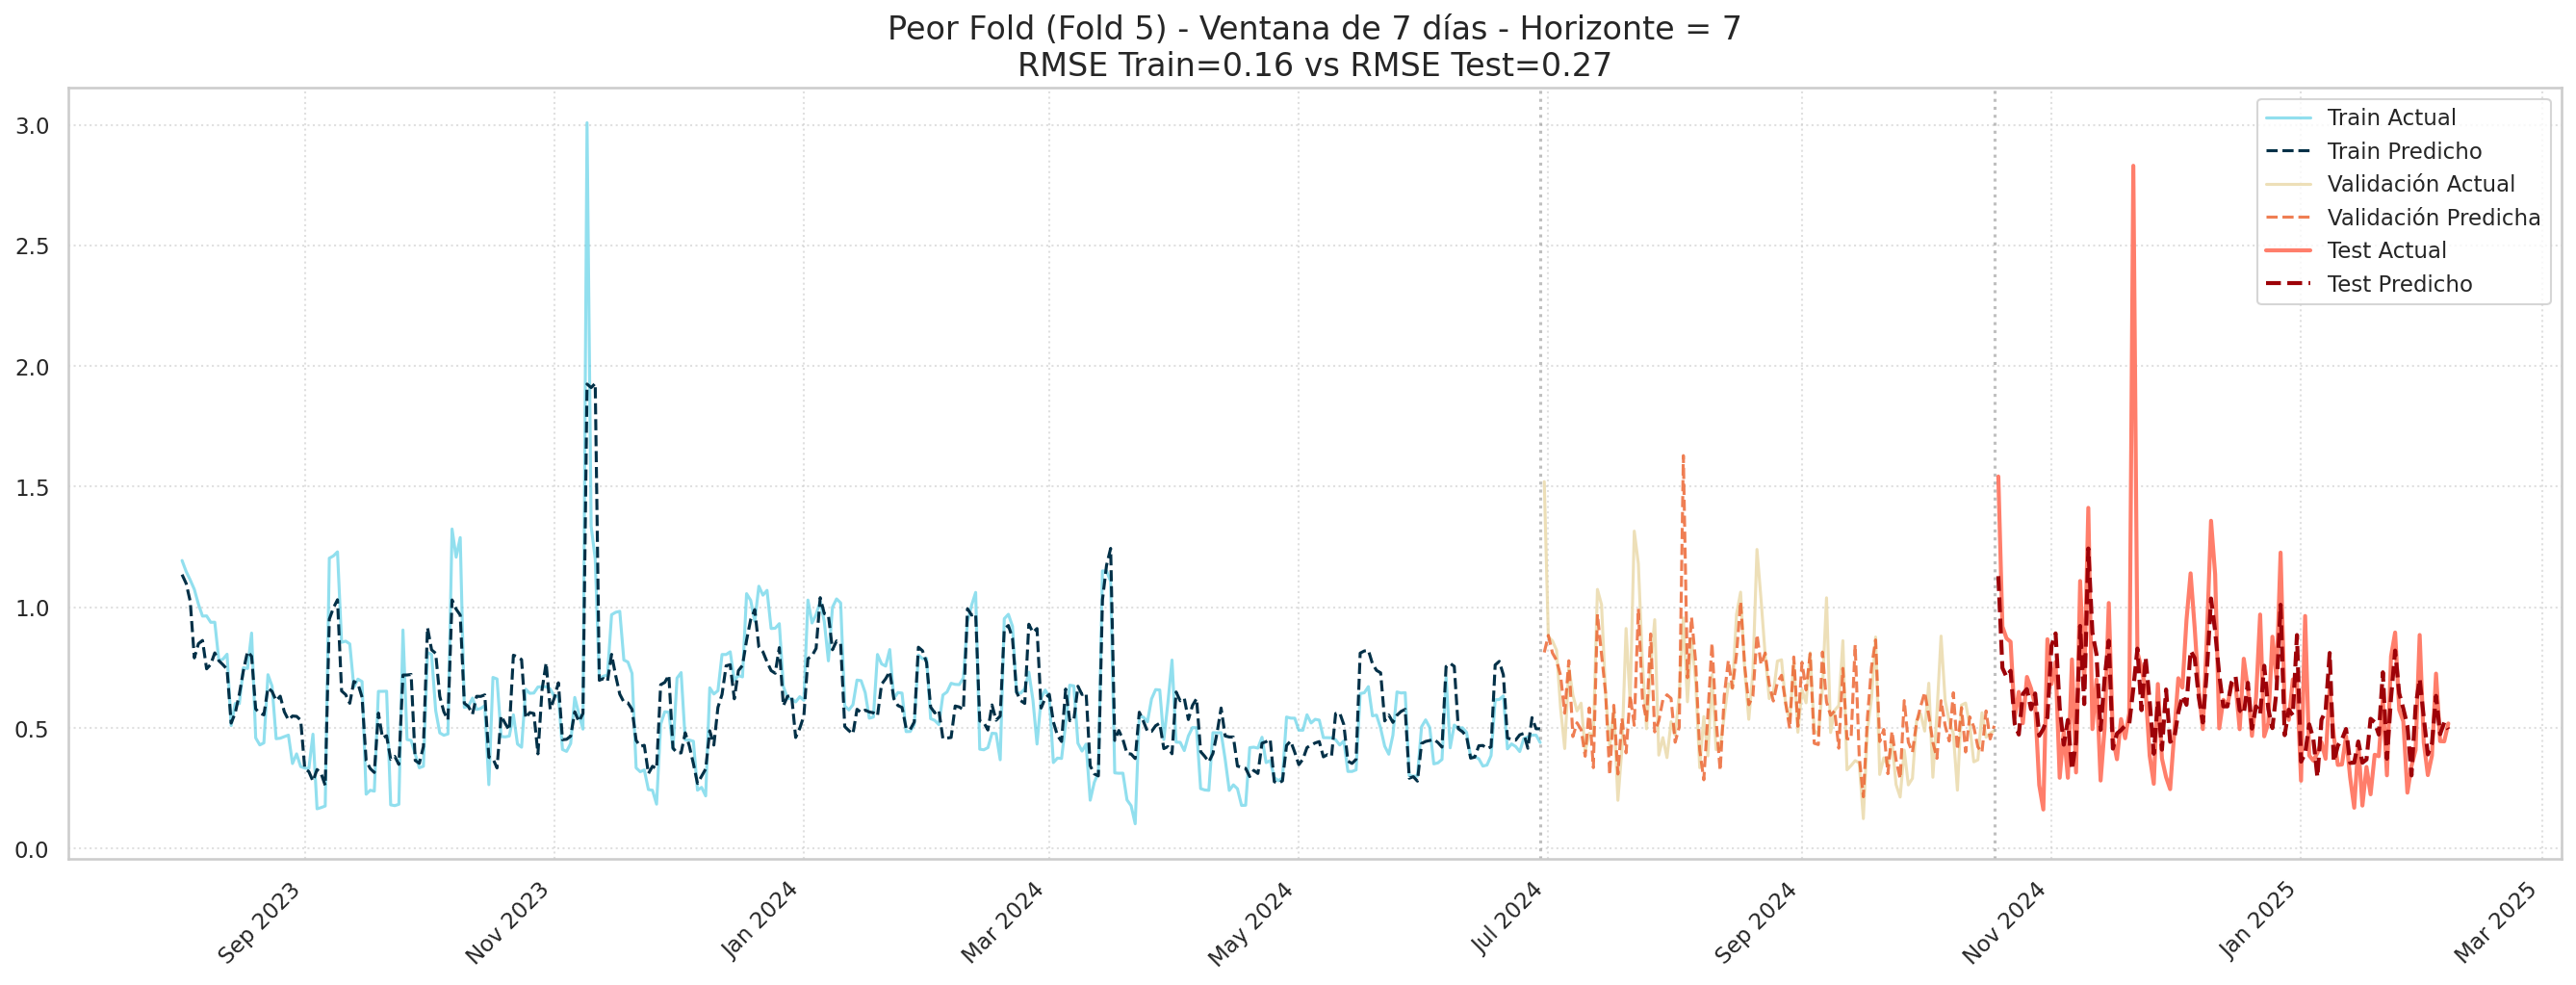 Peor Fold (Fold 5) - Ventana de 7 días - Horizonte = 7
RMSE Train=0.16 vs RMSE Test=0.27
3.0
2.5
2.0
1.5
1.0
0.5
0.0
Train Actual
Train Predicho
Validación Actual
Validación Predicha
Test Actual
Test Predicho
Sep 2023
Nov 2023
Jan 2024
Mar 2024
May 2024
Jul 2024
Sep 2024
Nov 2024
Jan 2025
Mar 2025